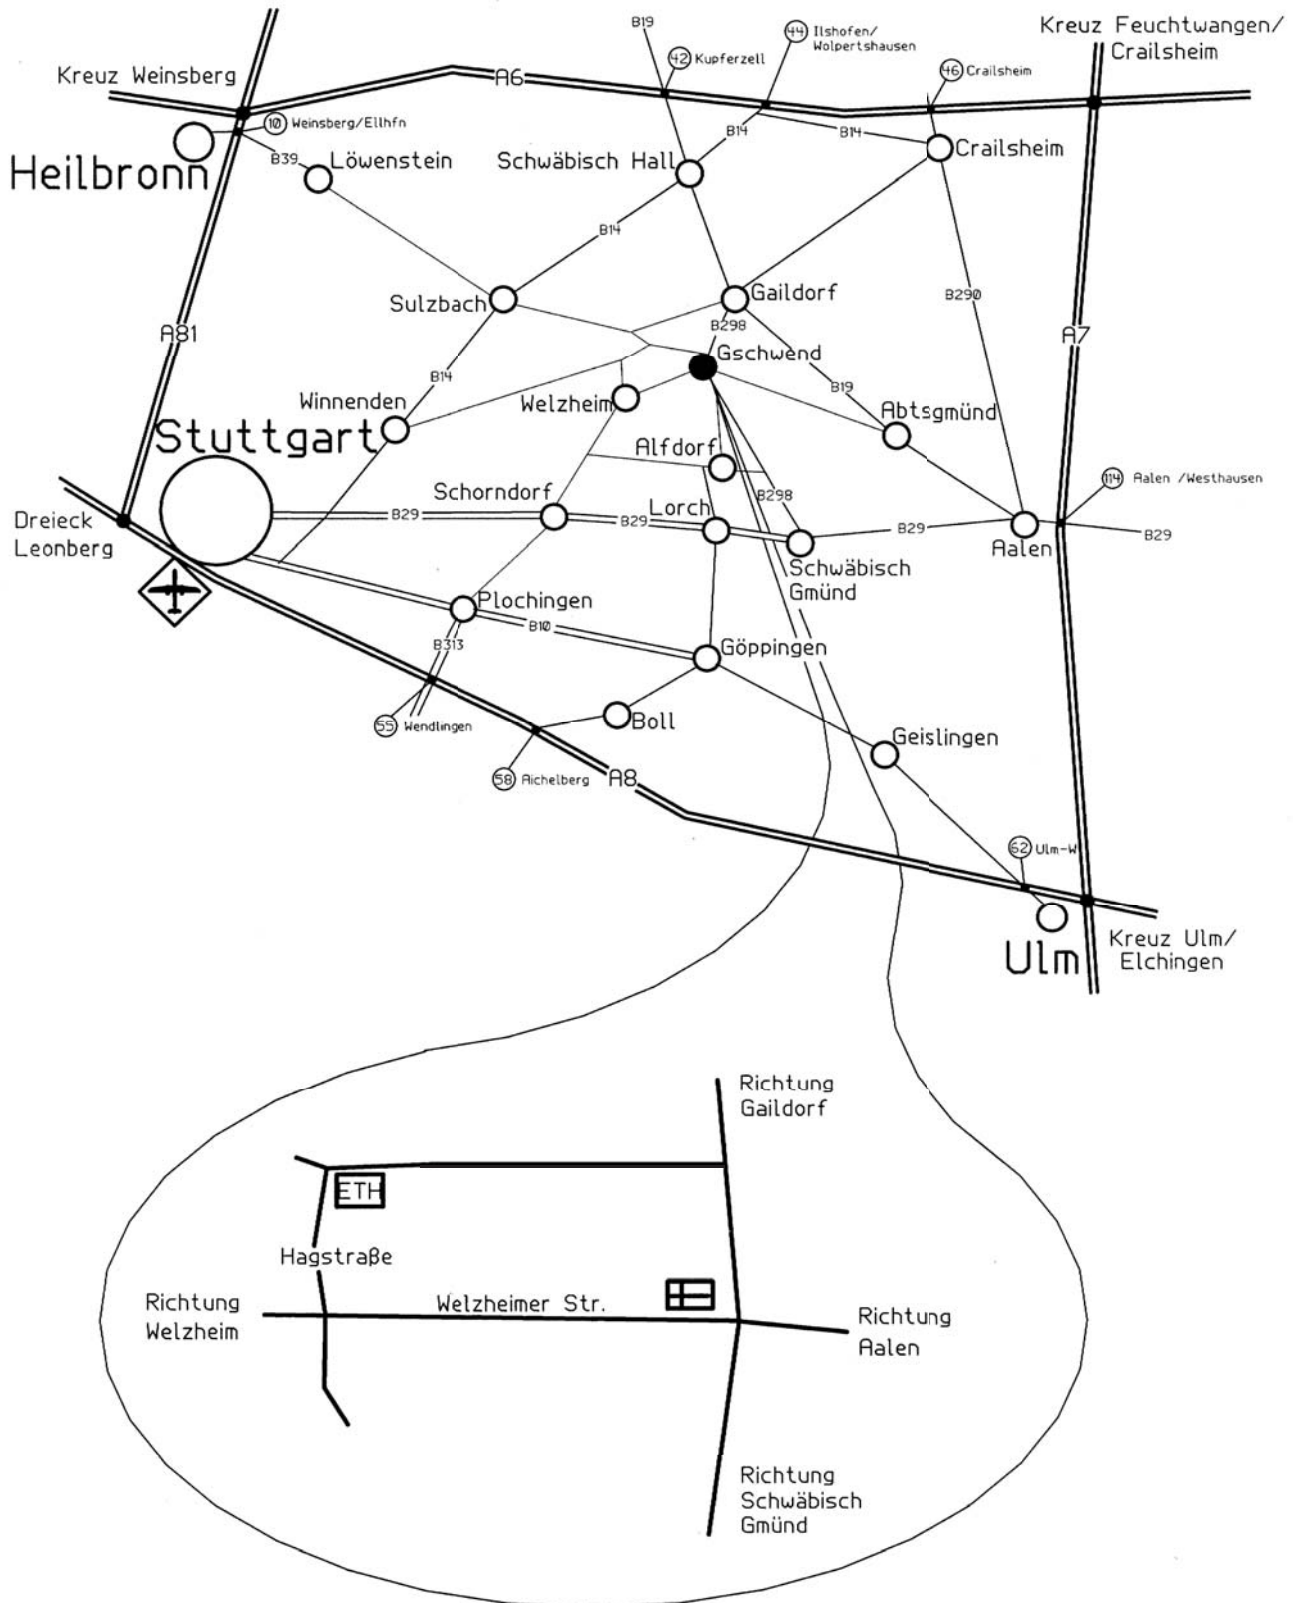 B19
44 Ilshofen/
Wolpertshausen
Kreuz Feuchtwangen/
Crailsheim
Kreuz Weinsberg
A6
42 Kupferzell
46 Crailsheim
10 Weinsberg/Ellhfn
B14
B14
Heilbronn
B39
Löwenstein
Schwäbisch Hall
Crailsheim
B14
Sulzbach
Gaildorf
B290
A81
B298
A7
Gschwend
B14
B19
Winnenden
Welzheim
Abtsgmünd
Stuttgart
Alfdorf
114 Aalen /Westhausen
Schorndorf
B298
Dreieck
Leonberg
B29
B29
Lorch
B29
B29
Aalen
Schwäbisch
Gmünd
Plochingen
B10
B313
Göppingen
55 Wendlingen
Boll
Geislingen
58 Aichelberg
A8
62 Ulm-W
Ulm
Kreuz Ulm/
Elchingen
Richtung
Gaildorf
ETH
Hagstraße
Richtung
Welzheim
Welzheimer Str.
Richtung
Aalen
Richtung
Schwäbisch
Gmünd